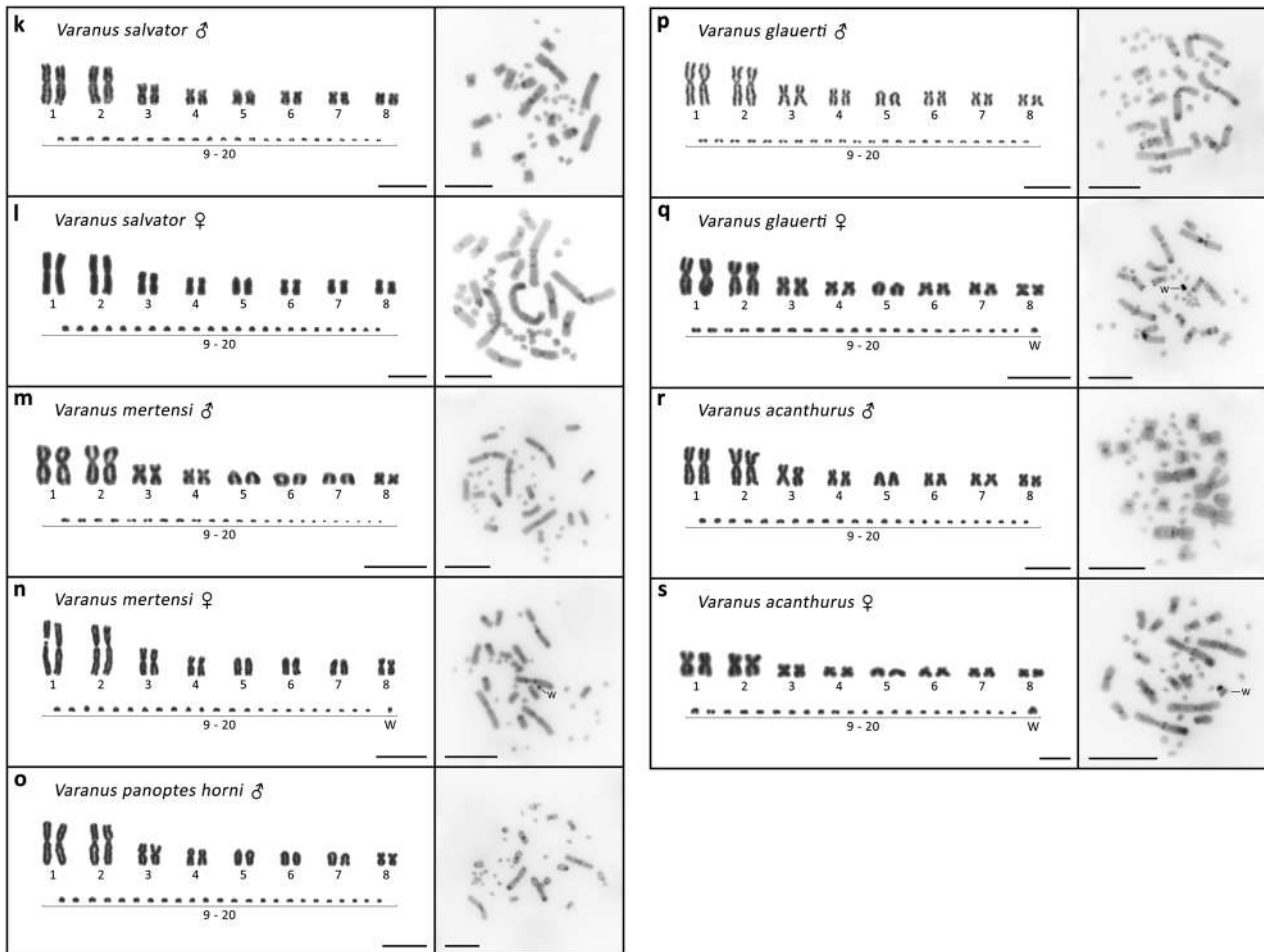 k Varanus salvator ♂
1 2 3 4 5 6 7 8
9 - 20
l Varanus salvator ♀
1 2 3 4 5 6 7 8
9 - 20
m Varanus mertensi ♂
1 2 3 4 5 6 7 8
9 - 20
n Varanus mertensi ♀
1 2 3 4 5 6 7 8
9 - 20 W
W
o Varanus panoptes horni ♂
1 2 3 4 5 6 7 8
9 - 20
p Varanus glauerti ♂
1 2 3 4 5 6 7 8
9 - 20
q Varanus glauerti ♀
1 2 3 4 5 6 7 8
9 - 20 W
W
r Varanus acanthurus ♂
1 2 3 4 5 6 7 8
9 - 20
s Varanus acanthurus ♀
1 2 3 4 5 6 7 8
9 - 20 W
W